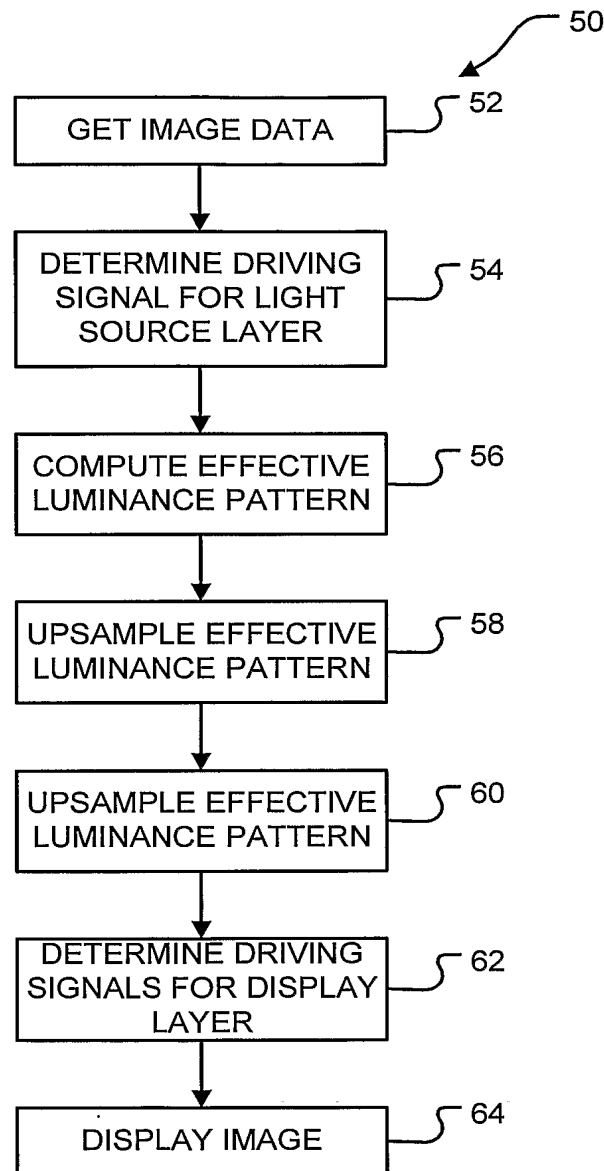 50
GET IMAGE DATA
52
DETERMINE DRIVING
SIGNAL FOR LIGHT
SOURCE LAYER
54
COMPUTE EFFECTIVE
LUMINANCE PATTERN
56
UPSAMPLE EFFECTIVE
LUMINANCE PATTERN
58
UPSAMPLE EFFECTIVE
LUMINANCE PATTERN
60
DETERMINE DRIVING
SIGNALS FOR DISPLAY
LAYER
62
DISPLAY IMAGE
64